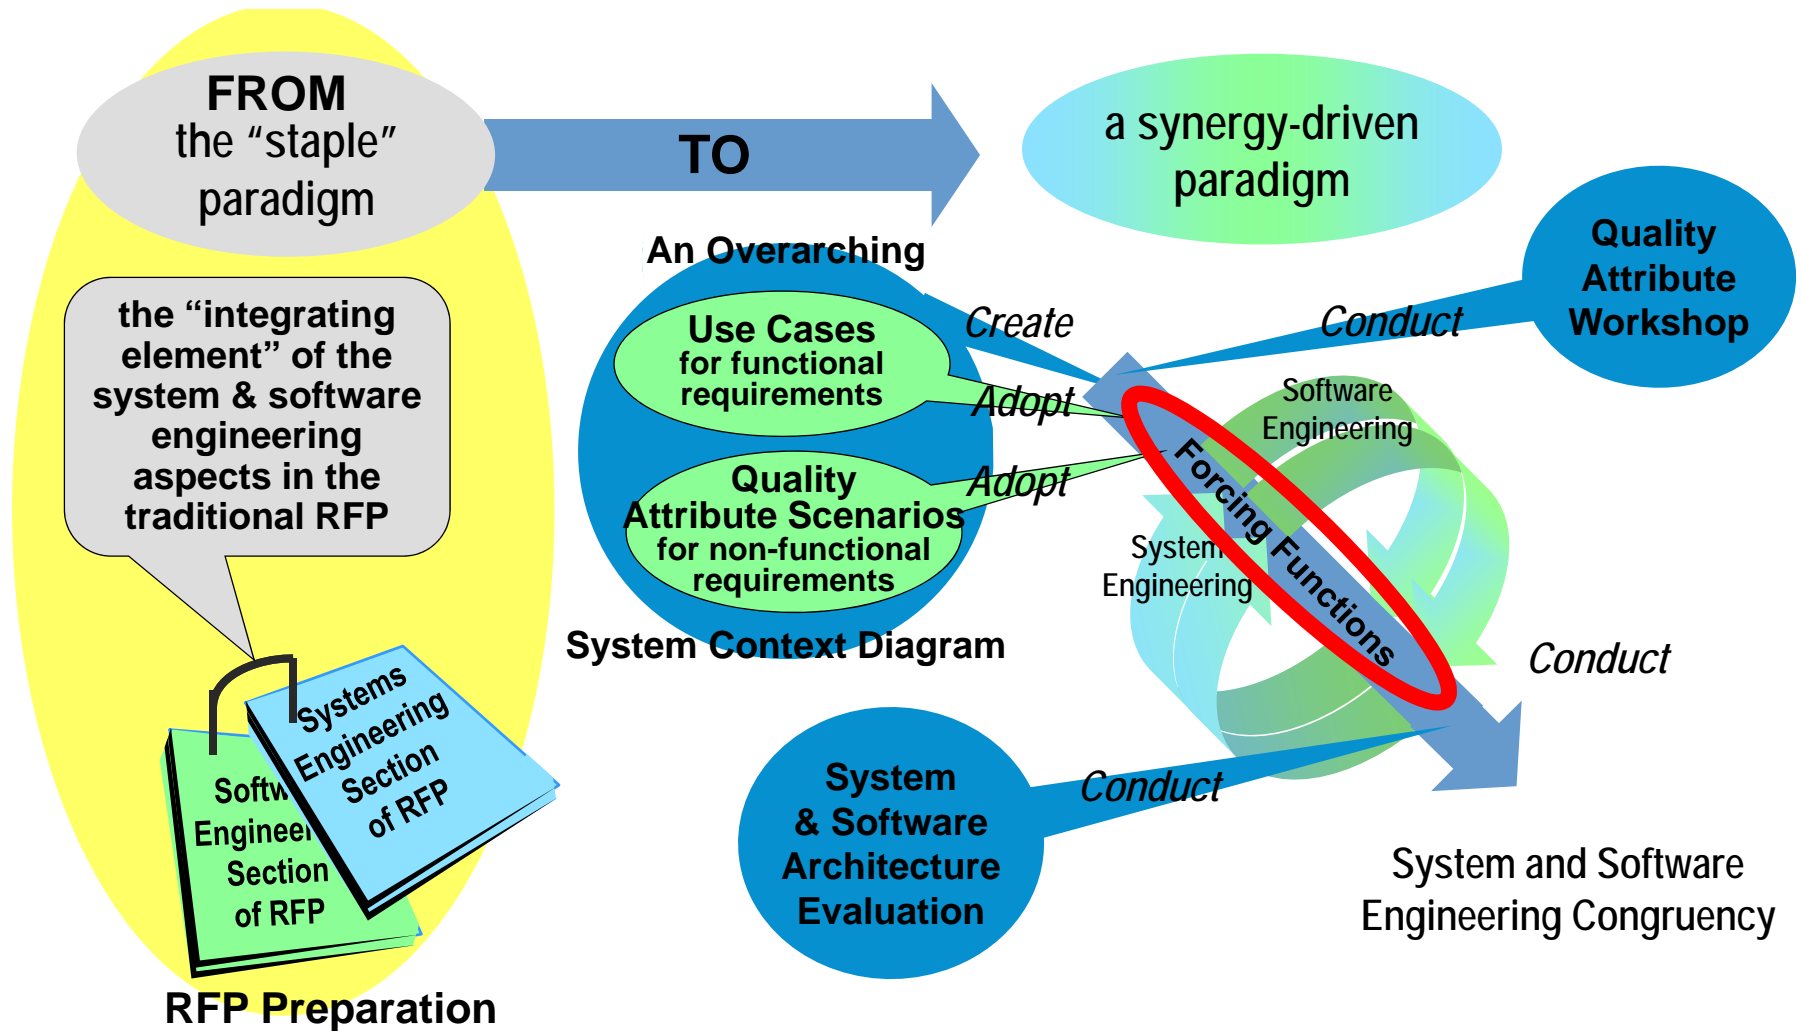 FROM
the “staple”
paradigm
TO
a synergy-driven
paradigm
the “integrating
element” of the
system & software
engineering
aspects in the
traditional RFP
Systems
Engineering
Section
of RFP
Softw
Engineer
Section
of RFP
RFP Preparation
An Overarching
Use Cases
for functional
requirements
Quality
Attribute Scenarios
for non-functional
requirements
System Context Diagram
Create
Adopt
Adopt
Conduct
Quality
Attribute
Workshop
Software
Engineering
System
Engineering
Forcing Functions
Conduct
System
& Software
Architecture
Evaluation
Conduct
System and Software
Engineering Congruency